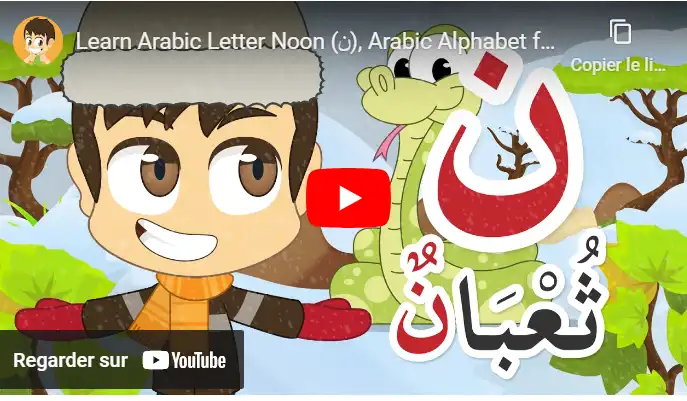 Learn Arabic Letter Noon (ن), Arabic Alphabet f...
Copier le li...
ن
ثُعْبَانٌ
Regarder sur YouTube